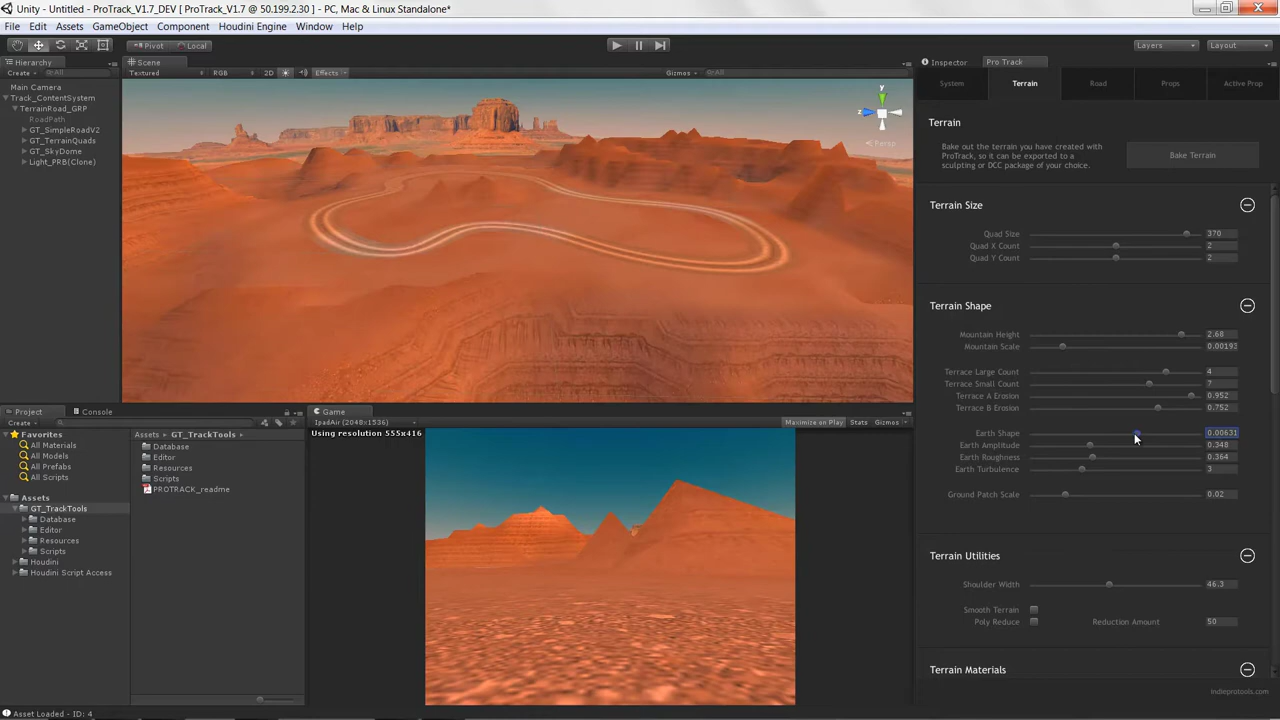 Unity - Untitled - ProTrack_V1.7_DEV [ ProTrack_V1.7 @ 50.199.2.30 ] - PC, Mac & Linux Standalone*
File Edit Assets GameObject Component Houdini Engine Window Help
Pivot Local Layers Layout
Hierarchy
Create All
Main Camera
Track_ContentSystem
TerrainRoad_GRP
RoadPath
GT_SimpleRoadV2
GT_TerrainQuads
GT_SkyDome
Light_PRB(Clone)
Scene
Textured RGB 2D Effects Gizmos All
y
z
Persp
Project Console
Create
Favorites
All Materials
All Models
All Prefabs
All Scripts
Assets
GT_TrackTools
Database
Editor
Resources
Scripts
Houdini
Houdini Script Access
Assets GT_TrackTools
Database
Editor
Resources
Scripts
PROTRACK_readme
Game
IpadAir (2048x1536) Maximize on Play Stats Gizmos
Using resolution 555x416
Inspector Pro Track
System Terrain Road Props Active Prop
Terrain
Bake out the terrain you have created with
ProTrack, so it can be exported to a
sculpting or DCC package of your choice.
Bake Terrain
Terrain Size
Quad Size 370
Quad X Count 2
Quad Y Count 2
Terrain Shape
Mountain Height 2.68
Mountain Scale 0.00193
Terrace Large Count 4
Terrace Small Count 7
Terrace A Erosion 0.952
Terrace B Erosion 0.752
Earth Shape 0.00631
Earth Amplitude 0.348
Earth Roughness 0.364
Earth Turbulence 3
Ground Patch Scale 0.02
Terrain Utilities
Shoulder Width 46.3
Smooth Terrain
Poly Reduce Reduction Amount 50
Terrain Materials
indieprotools.com
Asset Loaded - ID: 4